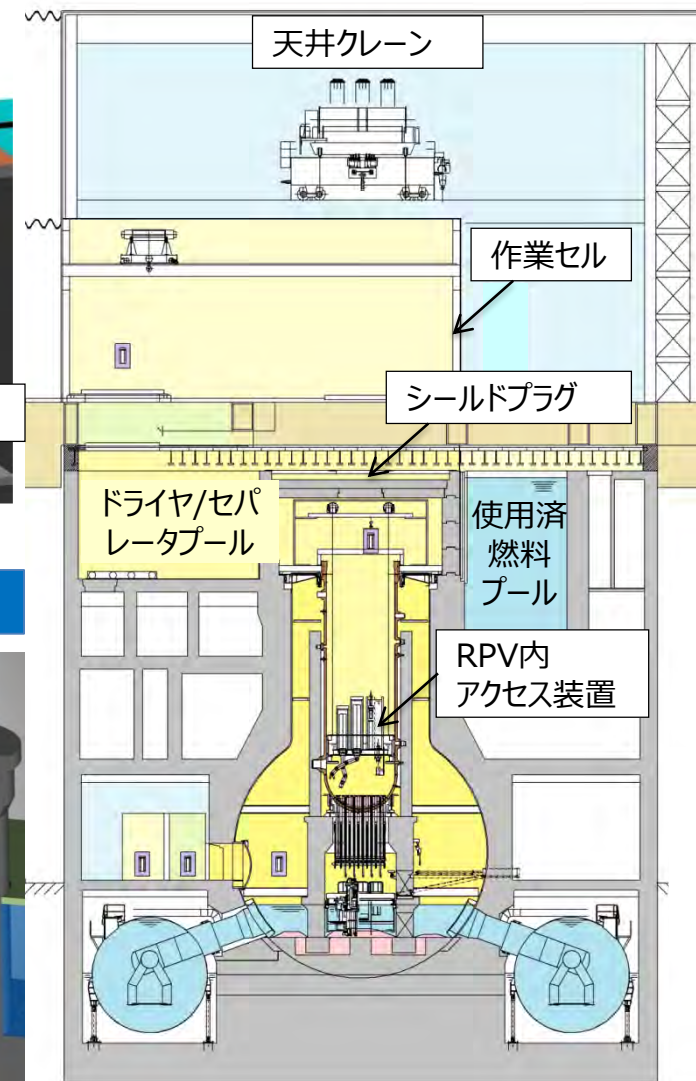 天井クレーン
作業セル
シールドプラグ
ドライヤ/セパ
レータプール
使用済
燃料
プール
RPV内
アクセス装置